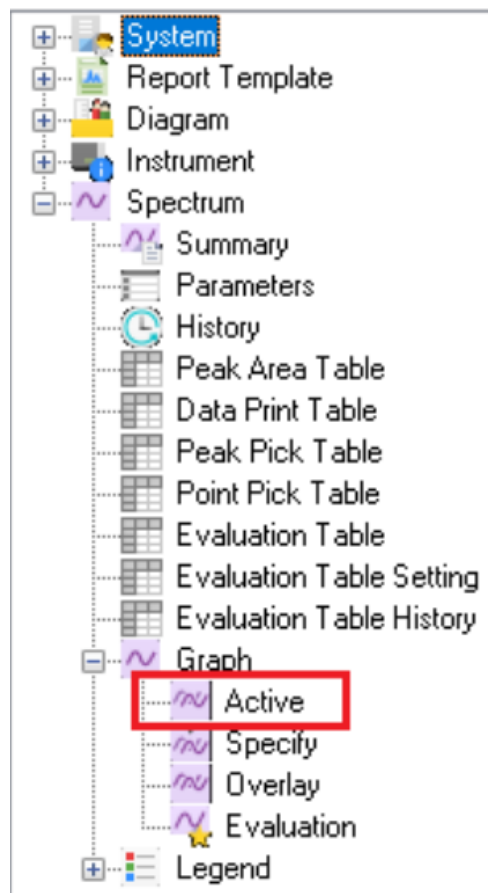 System
Report Template
Diagram
Instrument
Spectrum
Summary
Parameters
History
Peak Area Table
Data Print Table
Peak Pick Table
Point Pick Table
Evaluation Table
Evaluation Table Setting
Evaluation Table History
Graph
Active
Specify
Overlay
Evaluation
Legend